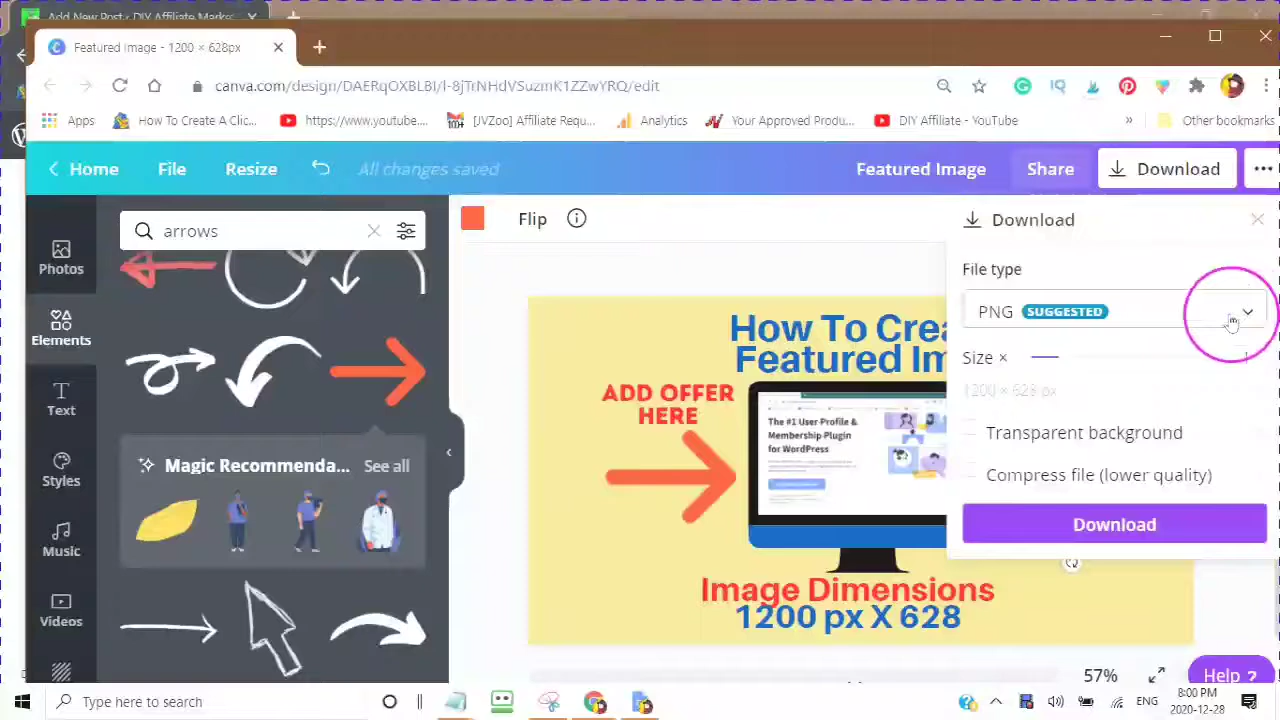 Add New Post: DIY Affiliate Marke
Featured Image - 1200 × 628px
canva.com/design/DAERqOXBLBI/l-8jTrNHdVSuzmK1ZZwYRQ/edit
Apps
How To Create A Clic...
https://www.youtube....
[JVZoo] Affiliate Requ...
Analytics
Your Approved Produ...
DIY Affiliate - YouTube
»
Other bookmarks
Home
File
Resize
All changes saved
Featured Image
Share
Download
arrows
Flip
Download
File type
PNG SUGGESTED
Size ×
1
1200 × 628 px
Transparent background
Compress file (lower quality)
Download
Photos
Elements
Text
Styles
Music
Videos
Magic Recommenda...
See all
How To Crea
Featured Im
ADD OFFER
HERE
The #1 User Profile &
Membership Plugin
for WordPress
Image Dimensions
1200 px X 628
57%
Help ?
Type here to search
ENG
8:00 PM
2020-12-28